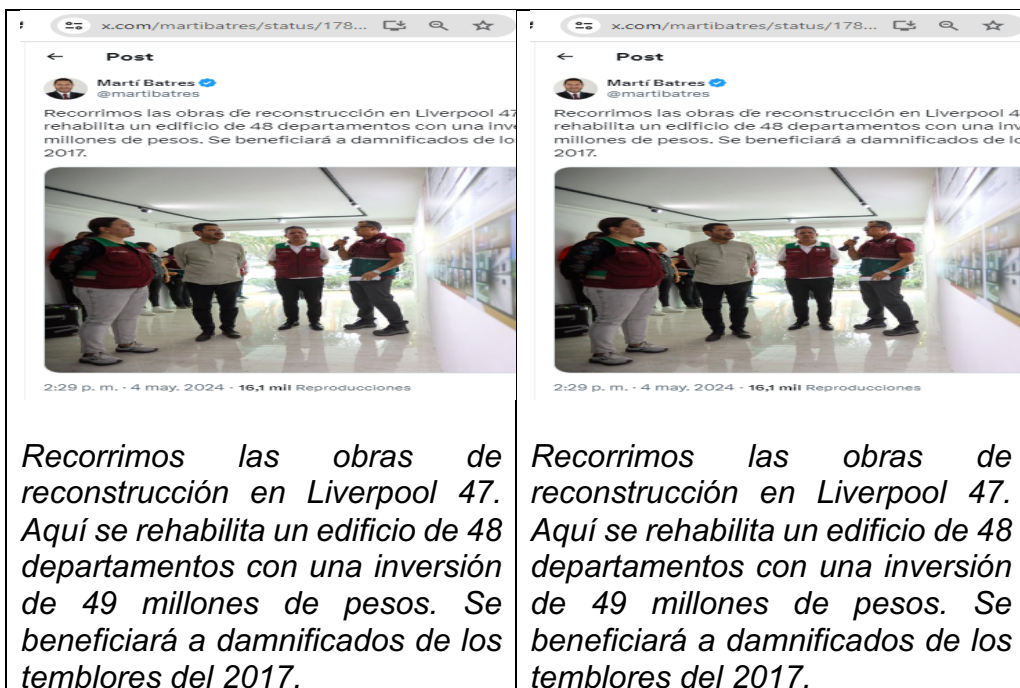 x.com/martibatres/status/178...
Post
Martí Batres
@martibatres
Recorrimos las obras de reconstrucción en Liverpool 47
rehabilita un edificio de 48 departamentos con una inve
millones de pesos. Se beneficiará a damnificados de lo
2017.
2:29 p. m. · 4 may. 2024 · 16,1 mil Reproducciones
Recorrimos las obras de
reconstrucción en Liverpool 47.
Aquí se rehabilita un edificio de 48
departamentos con una inversión
de 49 millones de pesos. Se
beneficiará a damnificados de los
temblores del 2017.
x.com/martibatres/status/178...
Post
Martí Batres
@martibatres
Recorrimos las obras de reconstrucción en Liverpool 4
rehabilita un edificio de 48 departamentos con una inv
millones de pesos. Se beneficiará a damnificados de lo
2017.
2:29 p. m. · 4 may. 2024 · 16,1 mil Reproducciones
Recorrimos las obras de
reconstrucción en Liverpool 47.
Aquí se rehabilita un edificio de 48
departamentos con una inversión
de 49 millones de pesos. Se
beneficiará a damnificados de los
temblores del 2017.